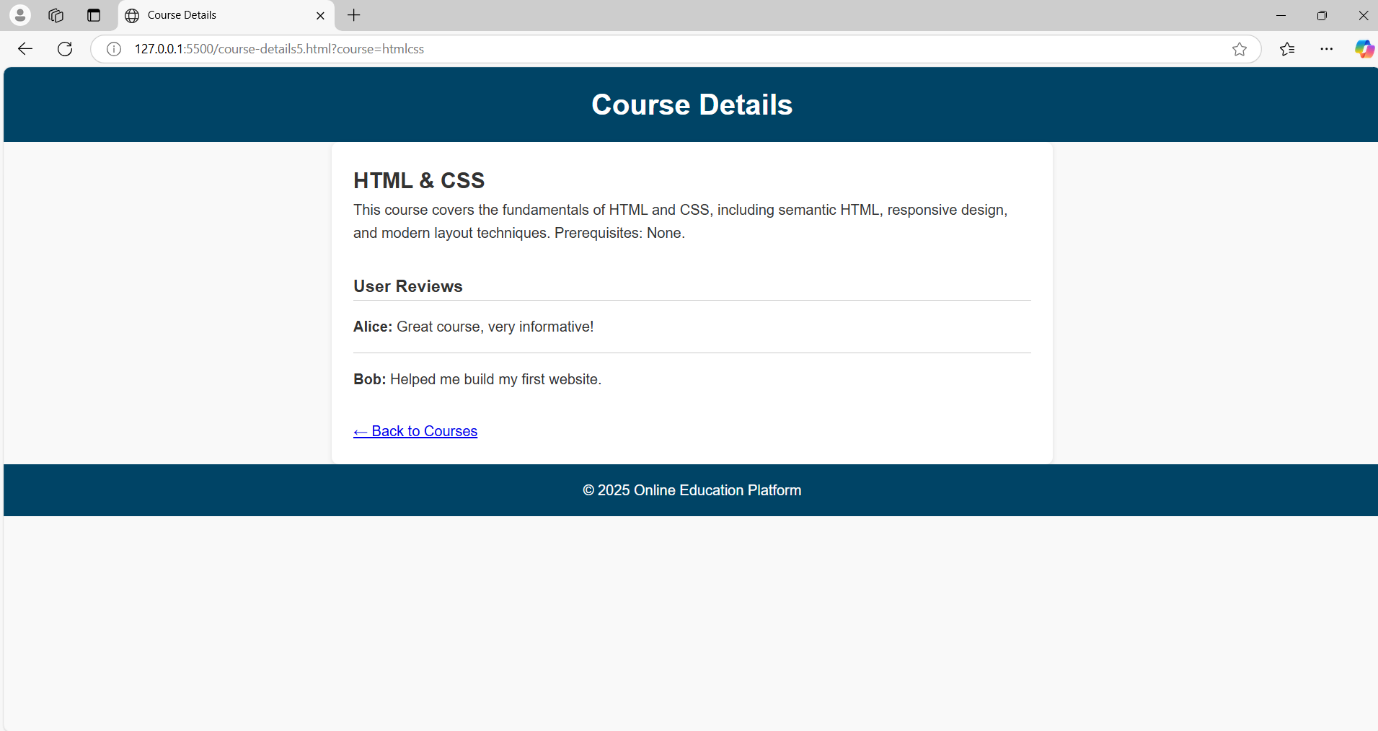 Course Details
127.0.0.1:5500/course-details5.html?course=htmlcss
Course Details
HTML & CSS
This course covers the fundamentals of HTML and CSS, including semantic HTML, responsive design,
and modern layout techniques. Prerequisites: None.
User Reviews
Alice: Great course, very informative!
Bob: Helped me build my first website.
← Back to Courses
© 2025 Online Education Platform